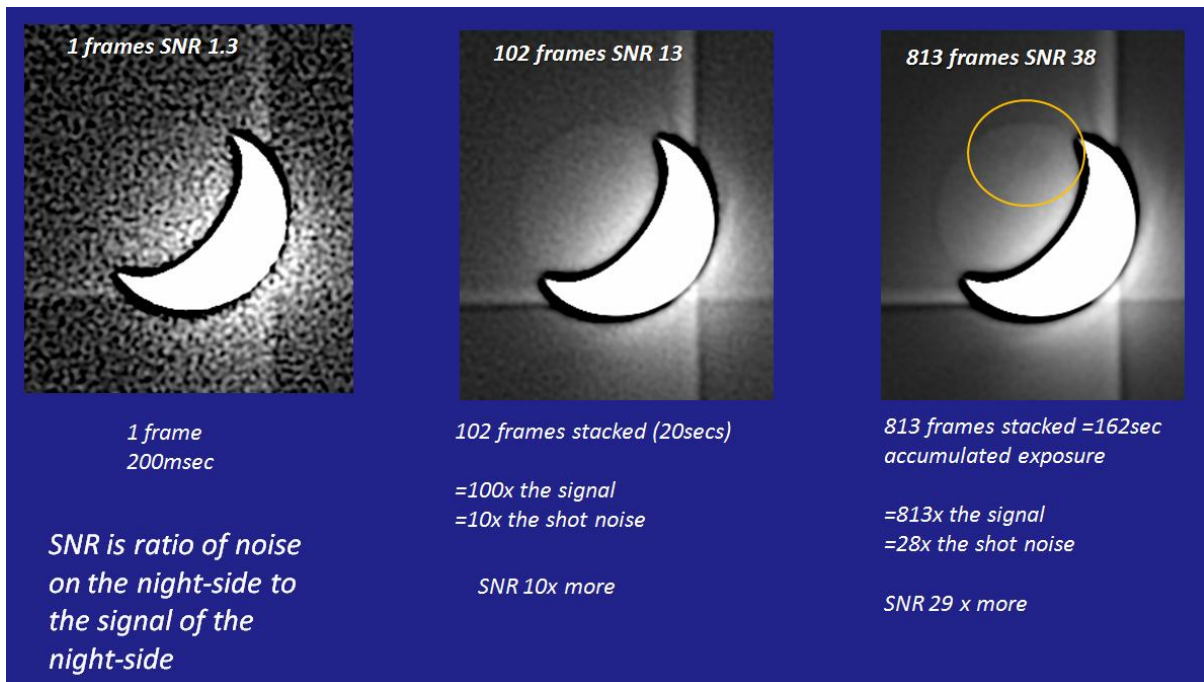 1 frames SNR 1.3
1 frame
200msec
SNR is ratio of noise
on the night-side to
the signal of the
night-side
102 frames SNR 13
102 frames stacked (20secs)
=100x the signal
=10x the shot noise
SNR 10x more
813 frames SNR 38
813 frames stacked =162sec
accumulated exposure
=813x the signal
=28x the shot noise
SNR 29 x more